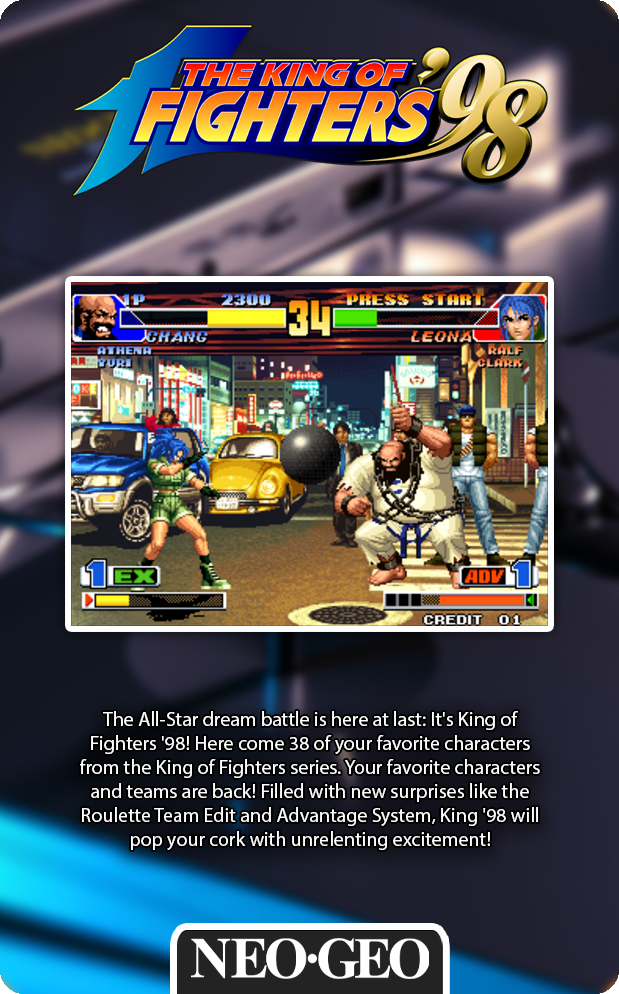 THE KING OF
FIGHTERS '98
1P 2300 34 PRESS START
CHANG LEONA
ATHENA RALF
YURI CLARK
1 EX ADV 1
CREDIT 01
The All-Star dream battle is here at last: It's King of
Fighters '98! Here come 38 of your favorite characters
from the King of Fighters series. Your favorite characters
and teams are back! Filled with new surprises like the
Roulette Team Edit and Advantage System, King '98 will
pop your cork with unrelenting excitement!
NEO•GEO